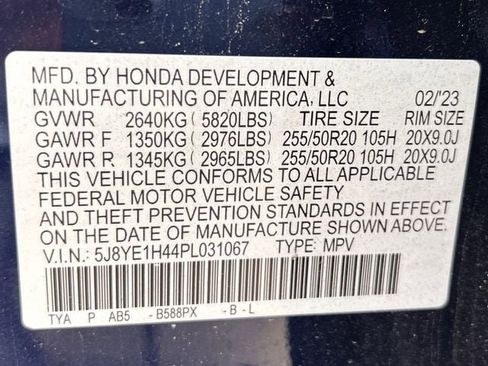 MFD. BY HONDA DEVELOPMENT &
MANUFACTURING OF AMERICA, LLC 02/'23
GVWR 2640KG(5820LBS) TIRE SIZE RIM SIZE
GAWR F 1350KG(2976LBS) 255/50R20 105H 20X9.0J
GAWR R 1345KG(2965LBS) 255/50R20 105H 20X9.0J
THIS VEHICLE CONFORMS TO ALL APPLICABLE
FEDERAL MOTOR VEHICLE SAFETY
AND THEFT PREVENTION STANDARDS IN EFFECT
ON THE DATE OF MANUFACTURE SHOWN ABOVE.
V.I.N.: 5J8YE1H44PL031067 TYPE: MPV
TYA P AB5 - B588PX - B - L